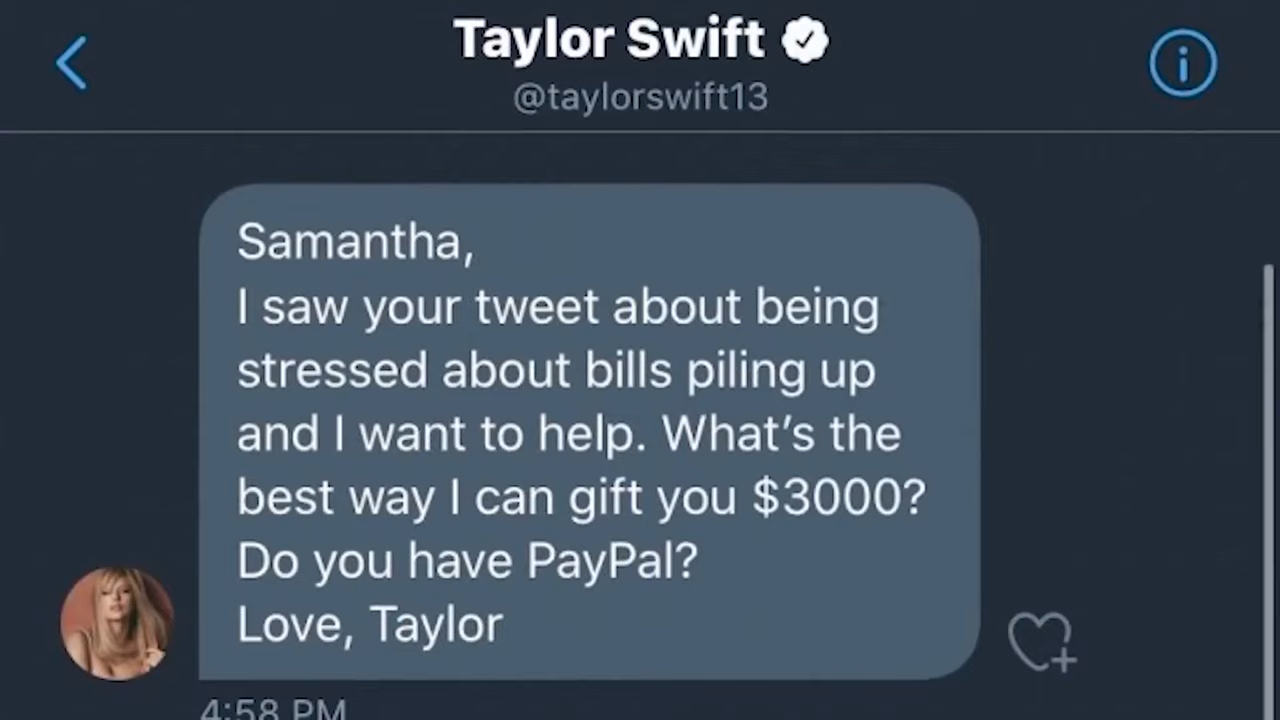 Taylor Swift
@taylorswift13
Samantha,
I saw your tweet about being
stressed about bills piling up
and I want to help. What’s the
best way I can gift you $3000?
Do you have PayPal?
Love, Taylor
4:58 PM